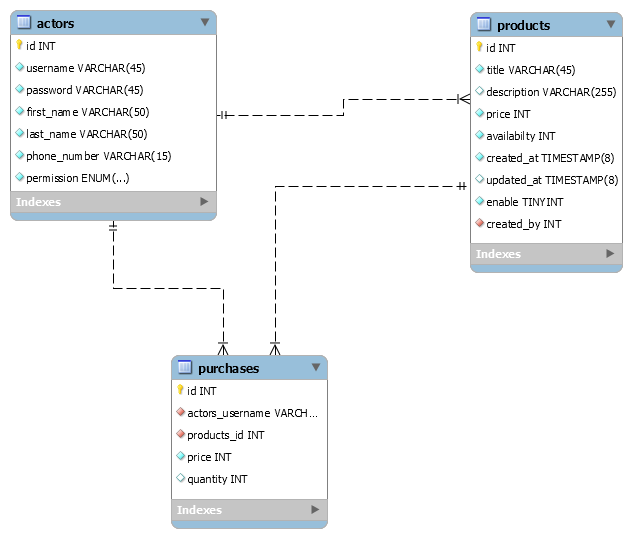 actors
id INT
username VARCHAR(45)
password VARCHAR(45)
first_name VARCHAR(50)
last_name VARCHAR(50)
phone_number VARCHAR(15)
permission ENUM(...)
Indexes
products
id INT
title VARCHAR(45)
description VARCHAR(255)
price INT
availabilty INT
created_at TIMESTAMP(8)
updated_at TIMESTAMP(8)
enable TINYINT
created_by INT
Indexes
purchases
id INT
actors_username VARCH...
products_id INT
price INT
quantity INT
Indexes